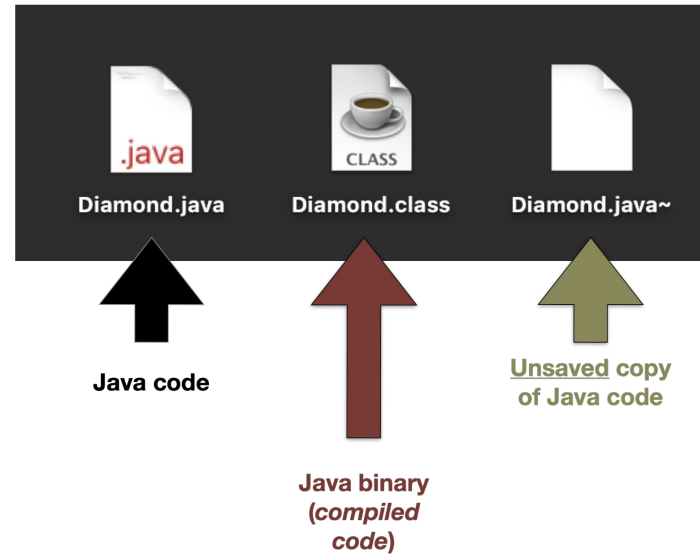 .java
CLASS
Diamond.java
Diamond.class
Diamond.java~
Java code
Unsaved copy
of Java code
Java binary
(compiled
code)